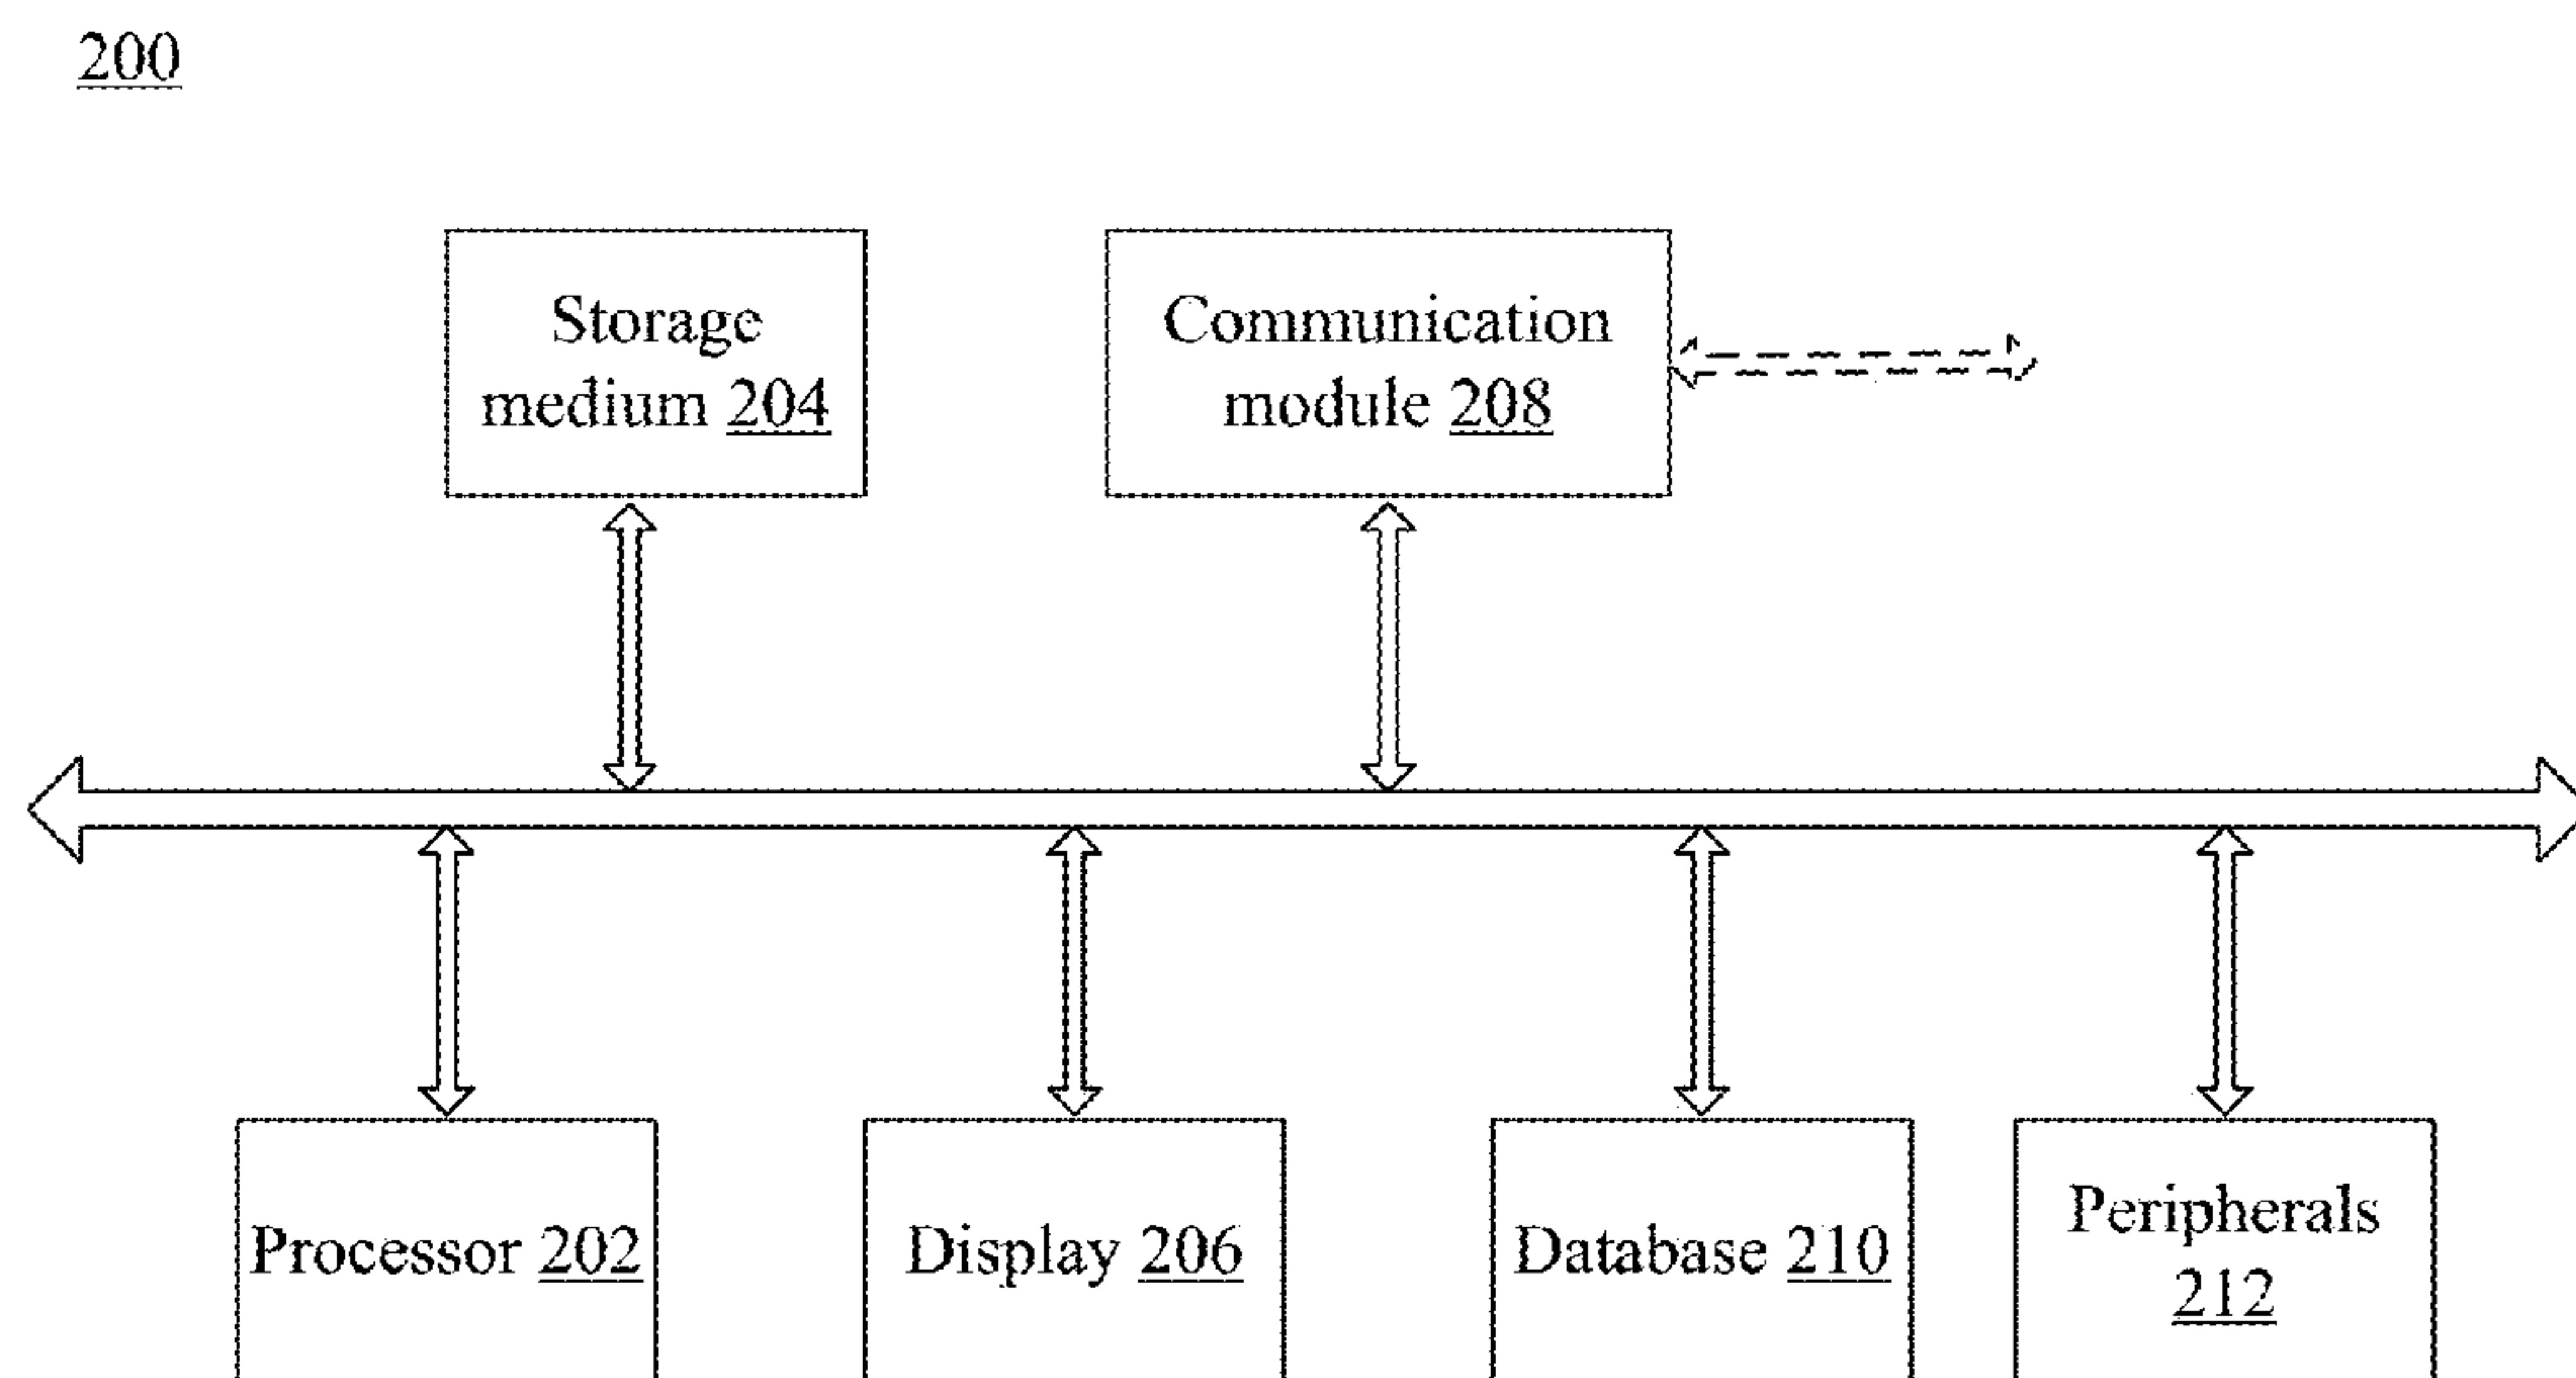 200
Storage
medium 204
Communication
module 208
Processor 202
Display 206
Database 210
Peripherals
212